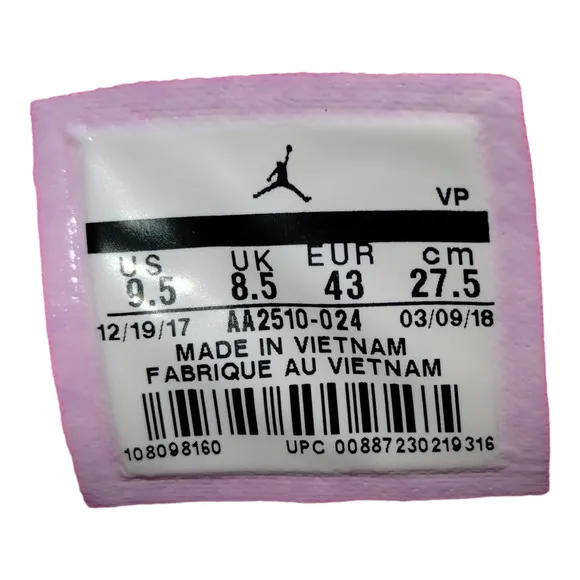 VP
US UK EUR cm
9.5 8.5 43 27.5
12/19/17 AA2510-024 03/09/18
MADE IN VIETNAM
FABRIQUE AU VIETNAM
108098160 UPC 00887230219316